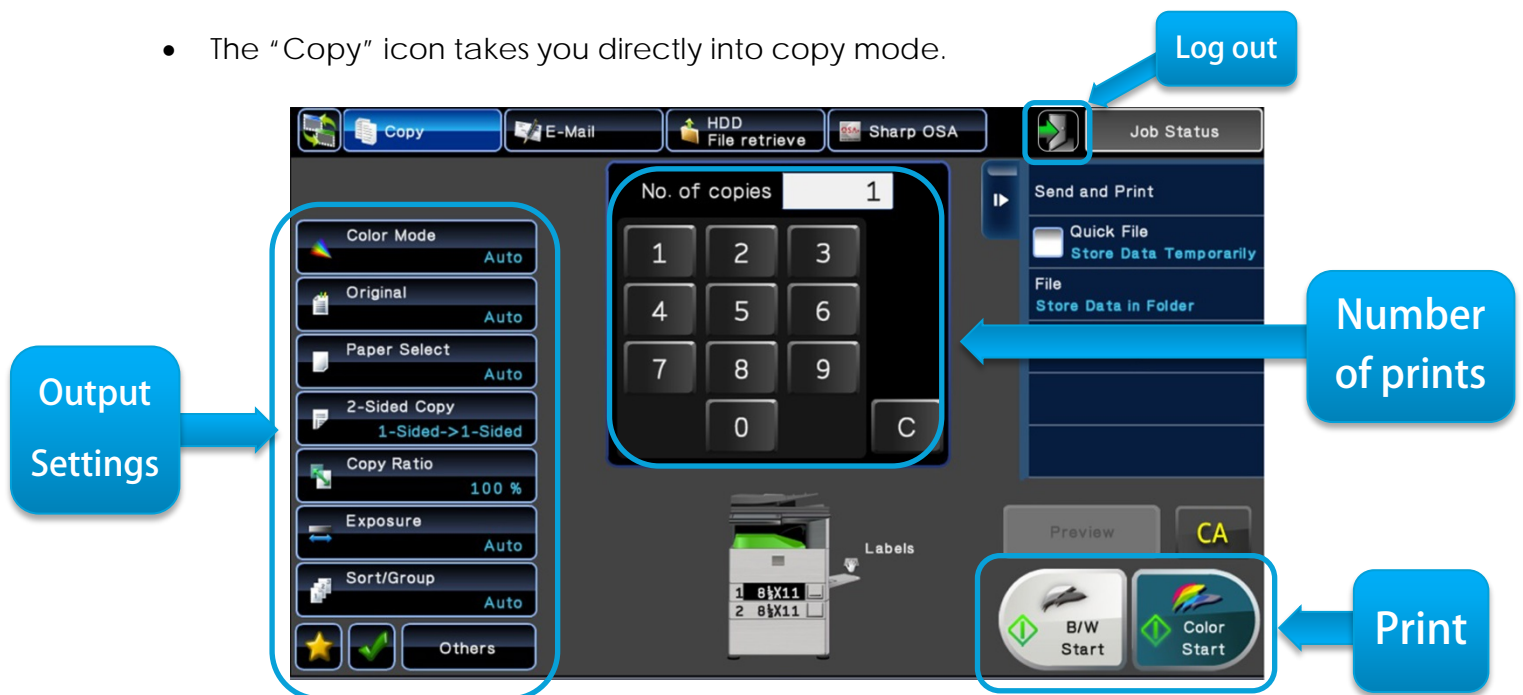 • The “Copy” icon takes you directly into copy mode.
Log out
Copy
E-Mail
HDD
File retrieve
OSA
Sharp OSA
Job Status
No. of copies
1
1 2 3
4 5 6
7 8 9
0 C
Output
Settings
Color Mode
Auto
Original
Auto
Paper Select
Auto
2-Sided Copy
1-Sided->1-Sided
Copy Ratio
100 %
Exposure
Auto
Sort/Group
Auto
Others
Send and Print
Quick File
Store Data Temporarily
File
Store Data in Folder
Number
of prints
Labels
1 8½X11
2 8½X11
Preview
CA
B/W
Start
Color
Start
Print